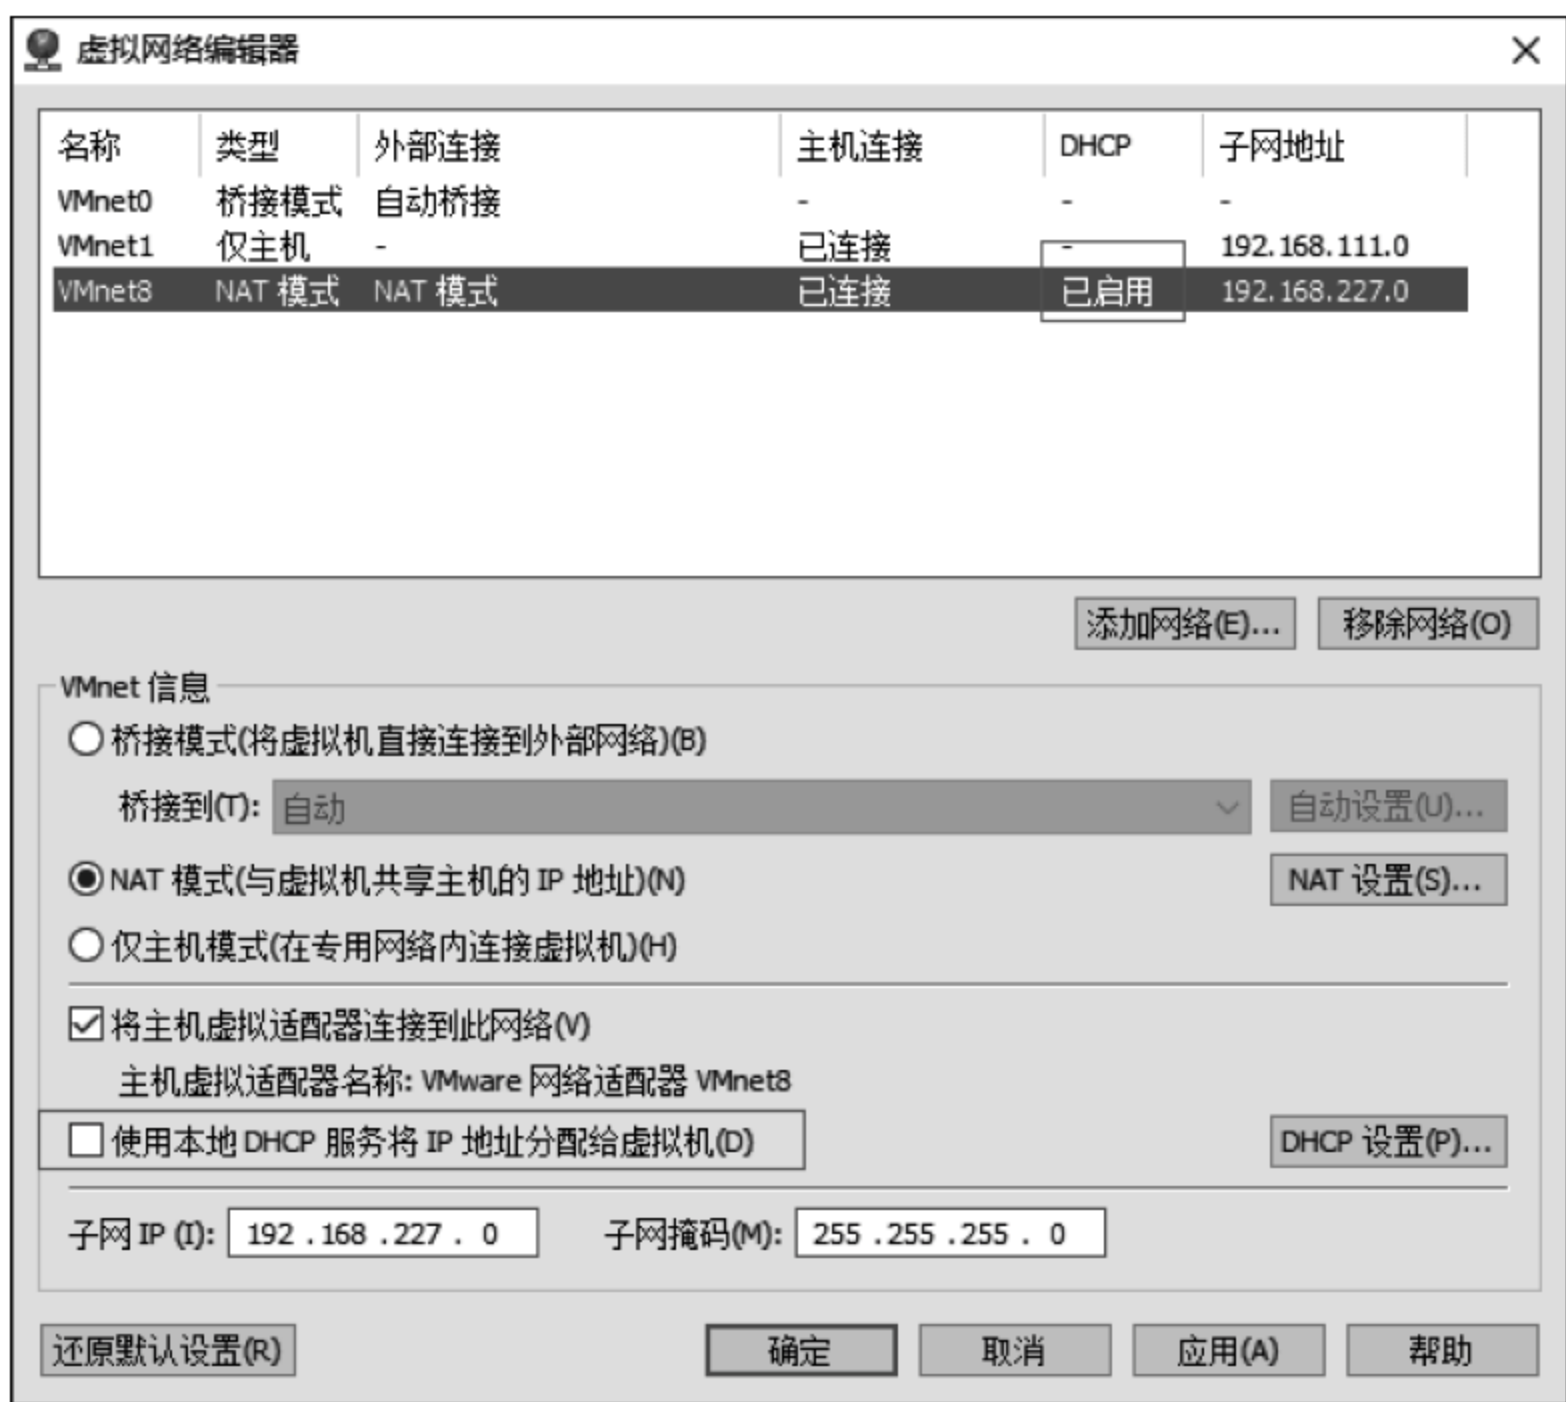 虚拟网络编辑器
名称 类型 外部连接 主机连接 DHCP 子网地址
VMnet0 桥接模式 自动桥接 - - -
VMnet1 仅主机 - 已连接 - 192.168.111.0
VMnet8 NAT 模式 NAT 模式 已连接 已启用 192.168.227.0
添加网络(E)... 移除网络(O)
VMnet 信息
桥接模式(将虚拟机直接连接到外部网络)(B)
桥接到(T): 自动 自动设置(U)...
NAT 模式(与虚拟机共享主机的 IP 地址)(N) NAT 设置(S)...
仅主机模式(在专用网络内连接虚拟机)(H)
将主机虚拟适配器连接到此网络(V)
主机虚拟适配器名称: VMware 网络适配器 VMnet8
使用本地 DHCP 服务将 IP 地址分配给虚拟机(D) DHCP 设置(P)...
子网 IP (I): 192 .168 .227 . 0 子网掩码(M): 255 .255 .255 . 0
还原默认设置(R) 确定 取消 应用(A) 帮助